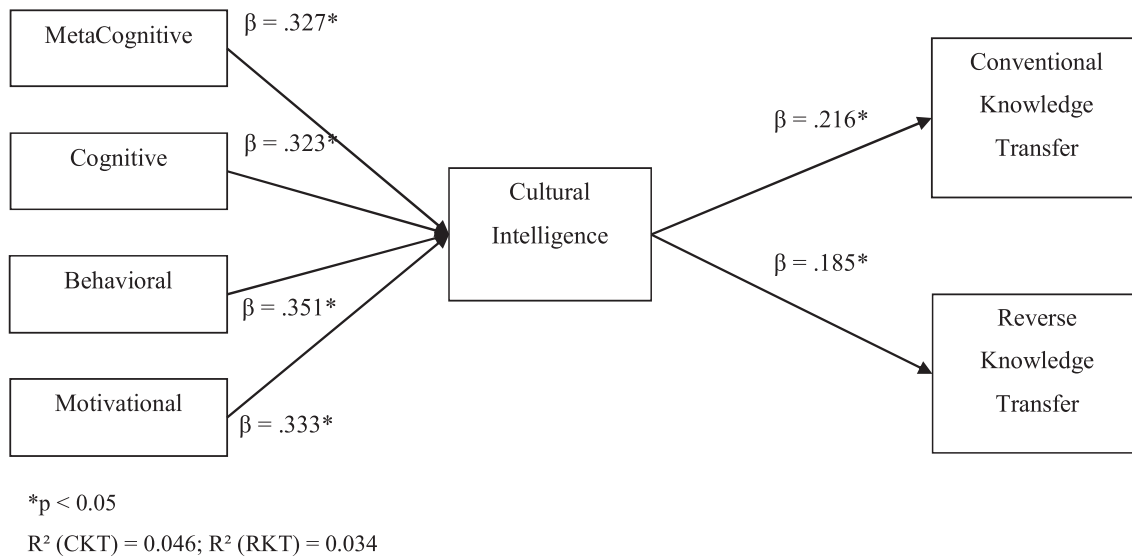 MetaCognitive
β = .327*
Cognitive
β = .323*
Behavioral
β = .351*
Motivational
β = .333*
Cultural
Intelligence
β = .216*
β = .185*
Conventional
Knowledge
Transfer
Reverse
Knowledge
Transfer
*p < 0.05
R² (CKT) = 0.046; R² (RKT) = 0.034